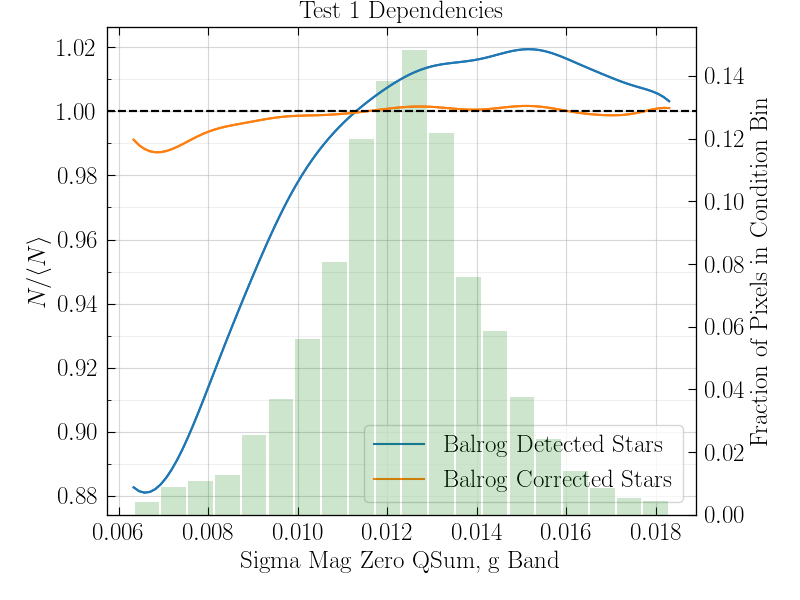 Test 1 Dependencies
1.02
1.00
0.98
0.96
0.94
0.92
0.90
0.88
N/⟨N⟩
0.14
0.12
0.10
0.08
0.06
0.04
0.02
0.00
Fraction of Pixels in Condition Bin
Balrog Detected Stars
Balrog Corrected Stars
0.006 0.008 0.010 0.012 0.014 0.016 0.018
Sigma Mag Zero QSum, g Band